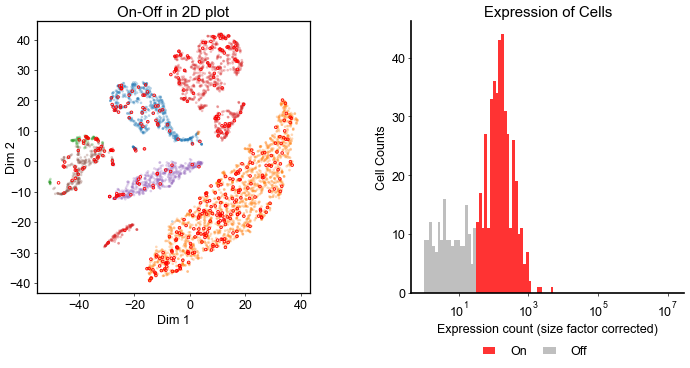 On-Off in 2D plot
Dim 2
40
30
20
10
0
−10
−20
−30
−40
−40
−20
0
20
40
Dim 1
Expression of Cells
Cell Counts
40
30
20
10
0
10^1
10^3
10^5
10^7
Expression count (size factor corrected)
On
Off